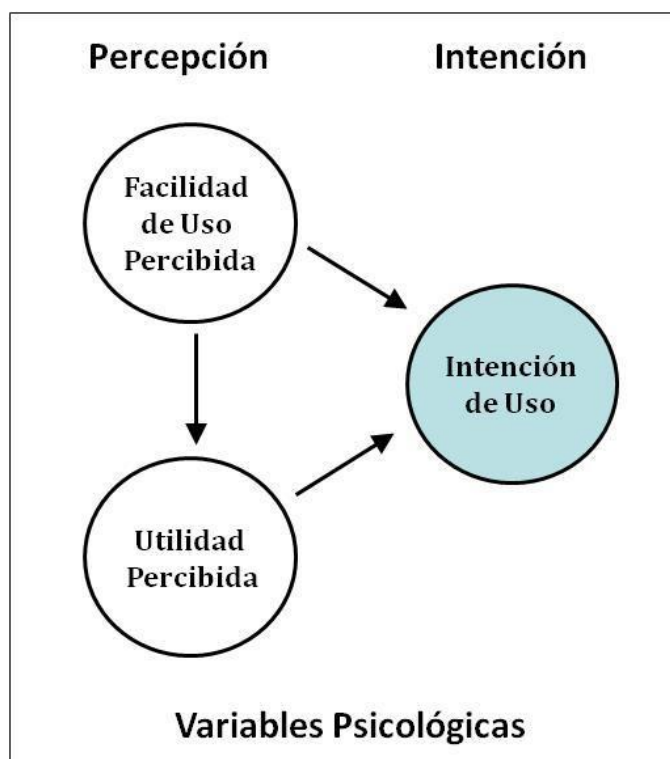 Percepción
Intención
Facilidad
de Uso
Percibida
Intención
de Uso
Utilidad
Percibida
Variables Psicológicas